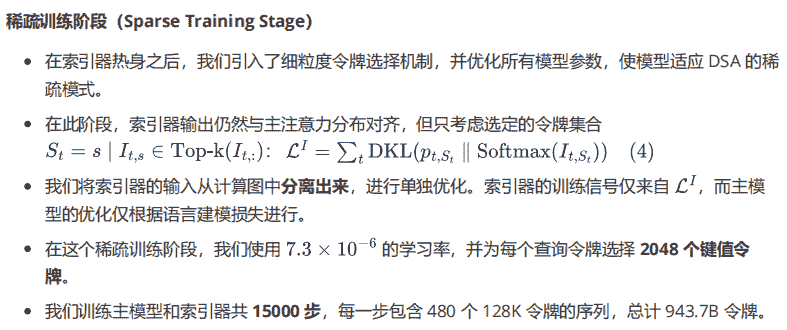 稀疏训练阶段（Sparse Training Stage）
• 在索引器热身之后，我们引入了细粒度令牌选择机制，并优化所有模型参数，使模型适应 DSA 的稀
疏模式。
• 在此阶段，索引器输出仍然与主注意力分布对齐，但只考虑选定的令牌集合
S_t = s | I_{t,s} ∈ Top-k(I_{t,:})： 𝓛^I = ∑_t DKL(p_{t,S_t} ∥ Softmax(I_{t,S_t})) (4)
• 我们将索引器的输入从计算图中分离出来，进行单独优化。索引器的训练信号仅来自 𝓛^I，而主模
型的优化仅根据语言建模损失进行。
• 在这个稀疏训练阶段，我们使用 7.3 × 10^{-6} 的学习率，并为每个查询令牌选择 2048 个键值令
牌。
• 我们训练主模型和索引器共 15000 步，每一步包含 480 个 128K 令牌的序列，总计 943.7B 令牌。